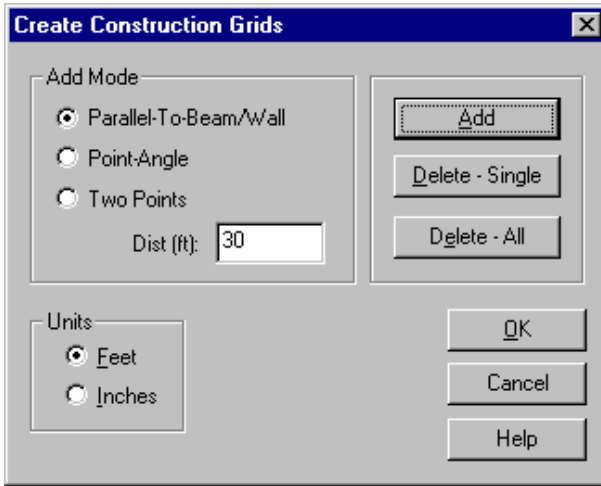 Create Construction Grids
Add Mode
Parallel-To-Beam/Wall
Point-Angle
Two Points
Dist (ft): 30
Add
Delete - Single
Delete - All
Units
Feet
Inches
OK
Cancel
Help